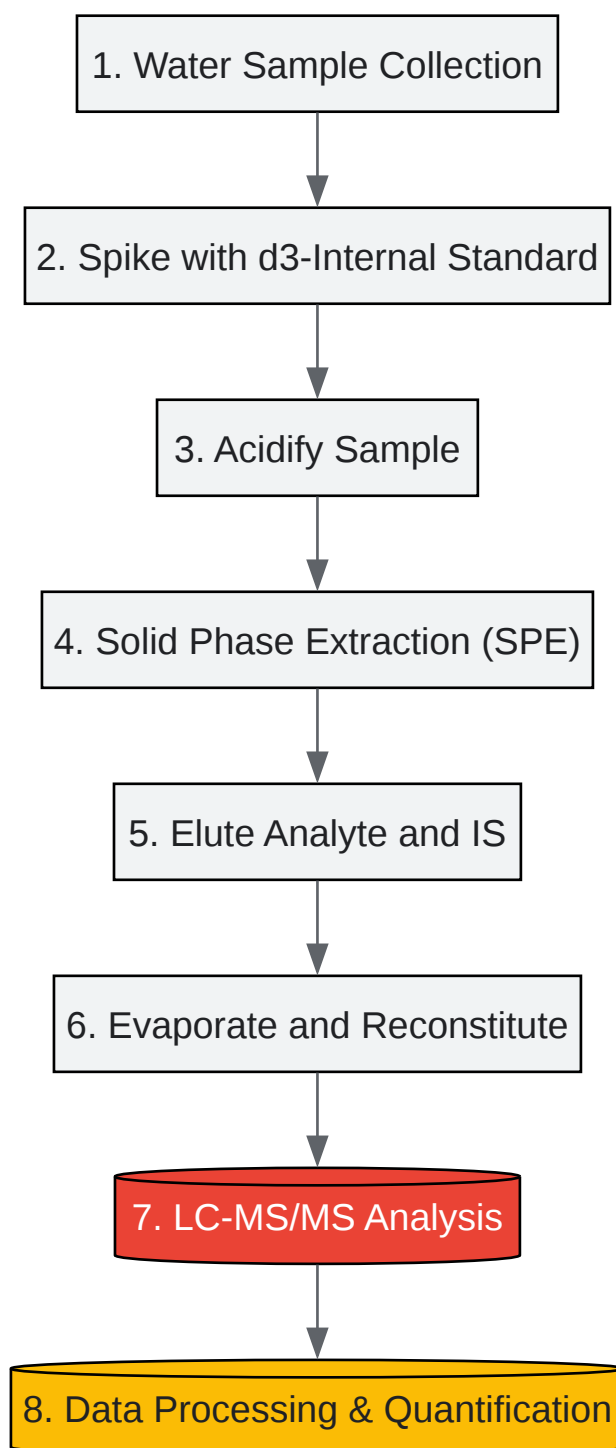 1. Water Sample Collection
2. Spike with d3-Internal Standard
3. Acidify Sample
4. Solid Phase Extraction (SPE)
5. Elute Analyte and IS
6. Evaporate and Reconstitute
7. LC-MS/MS Analysis
8. Data Processing & Quantification